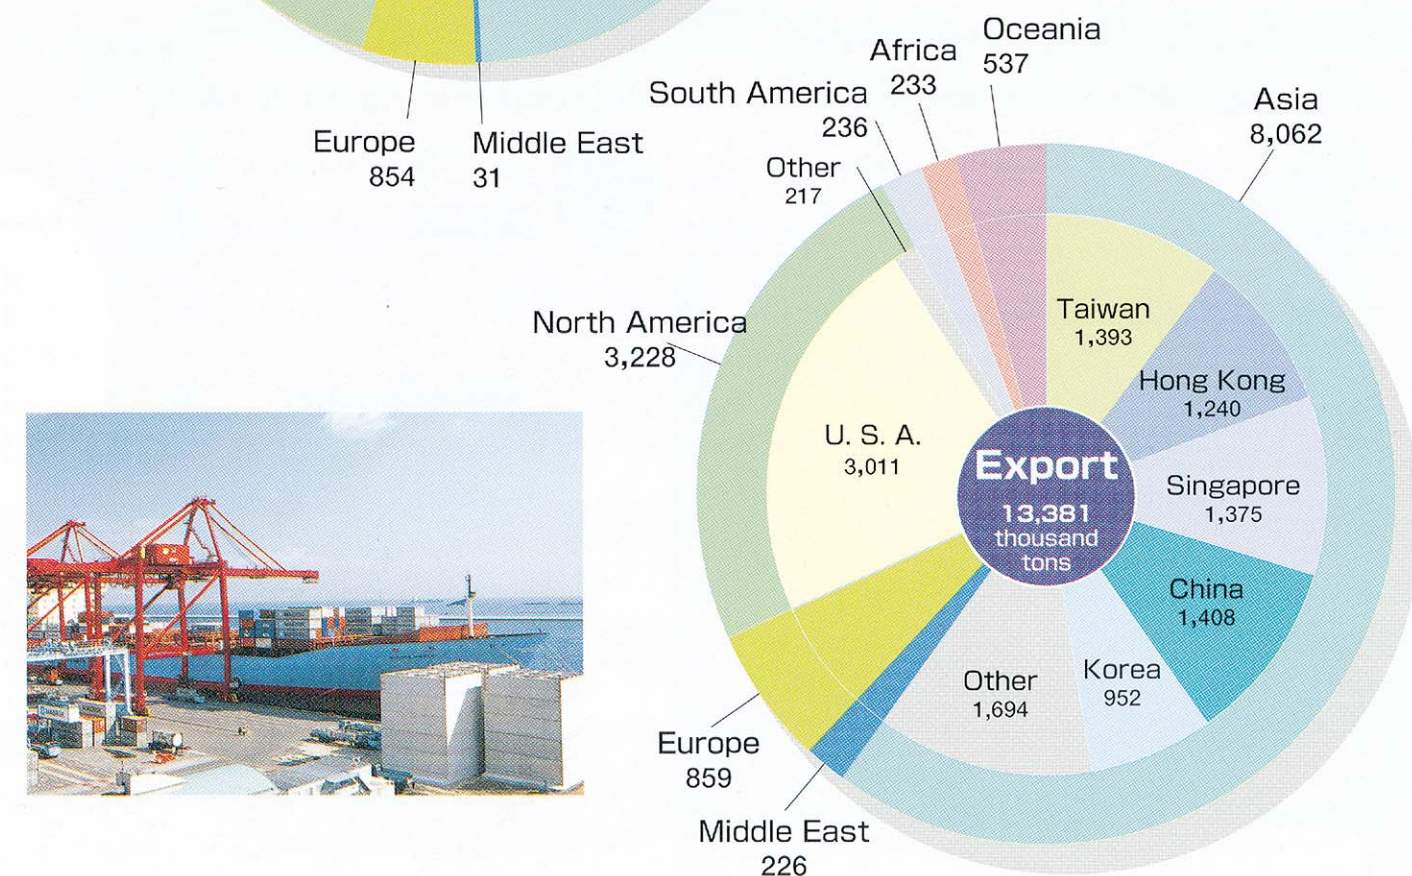 Europe
854
Middle East
31
Oceania
537
Africa
233
South America
236
Other
217
Asia
8,062
North America
3,228
Taiwan
1,393
Hong Kong
1,240
Singapore
1,375
China
1,408
Korea
952
Other
1,694
U. S. A.
3,011
Export
13,381
thousand
tons
Europe
859
Middle East
226